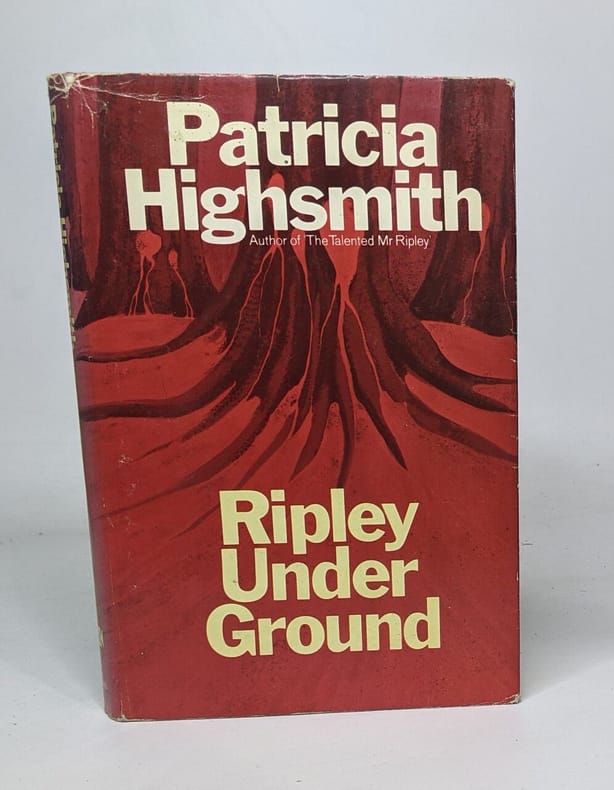 Patricia
Highsmith
Author of 'The Talented Mr Ripley'
Ripley
Under
Ground